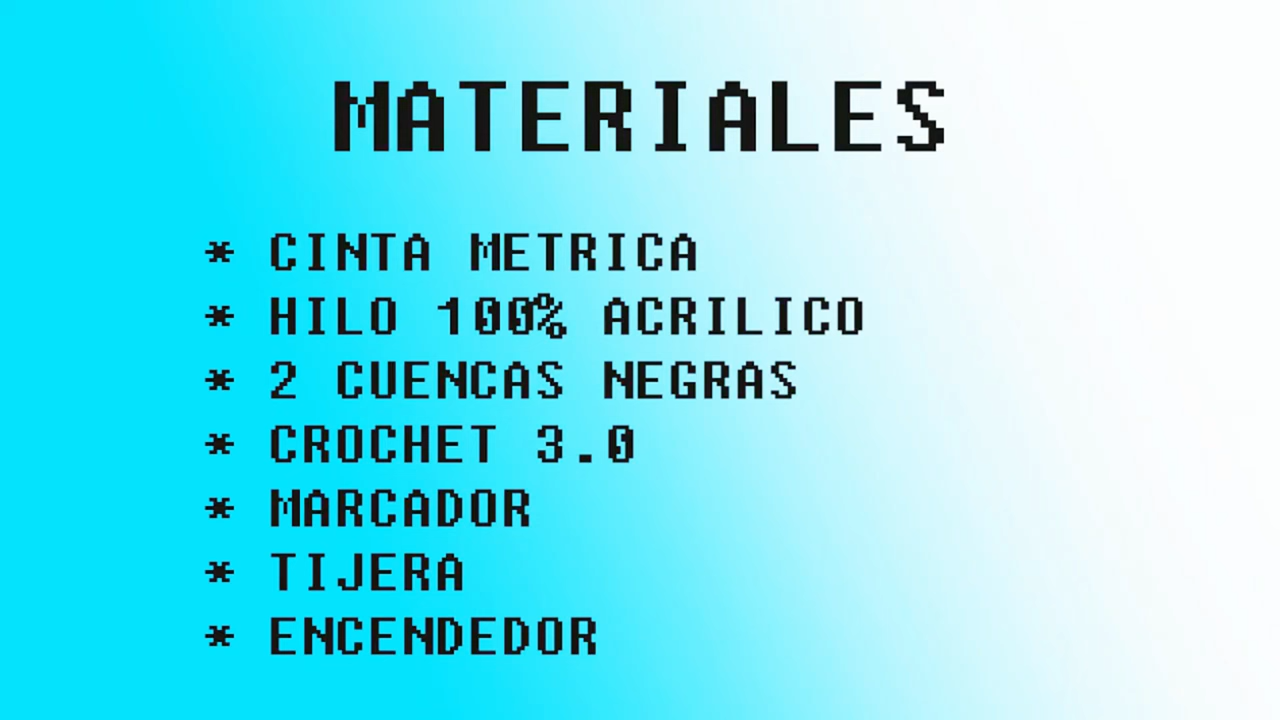 MATERIALES
* CINTA METRICA
* HILO 100% ACRILICO
* 2 CUENCAS NEGRAS
* CROCHET 3.0
* MARCADOR
* TIJERA
* ENCENDEDOR